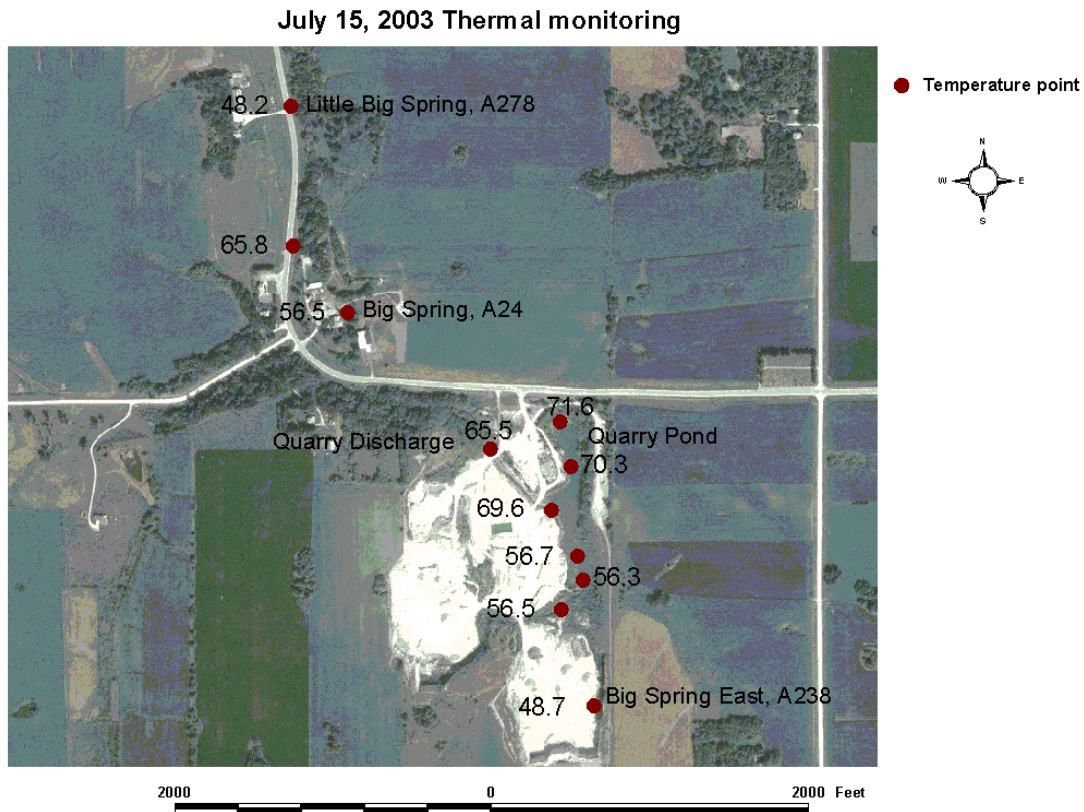 July 15, 2003 Thermal monitoring
Temperature point
N
W E
S
48.2 Little Big Spring, A278
65.8
56.5 Big Spring, A24
71.6
65.5
Quarry Discharge
Quarry Pond
70.3
69.6
56.7
56.3
56.5
Big Spring East, A238
48.7
2000 0 2000 Feet